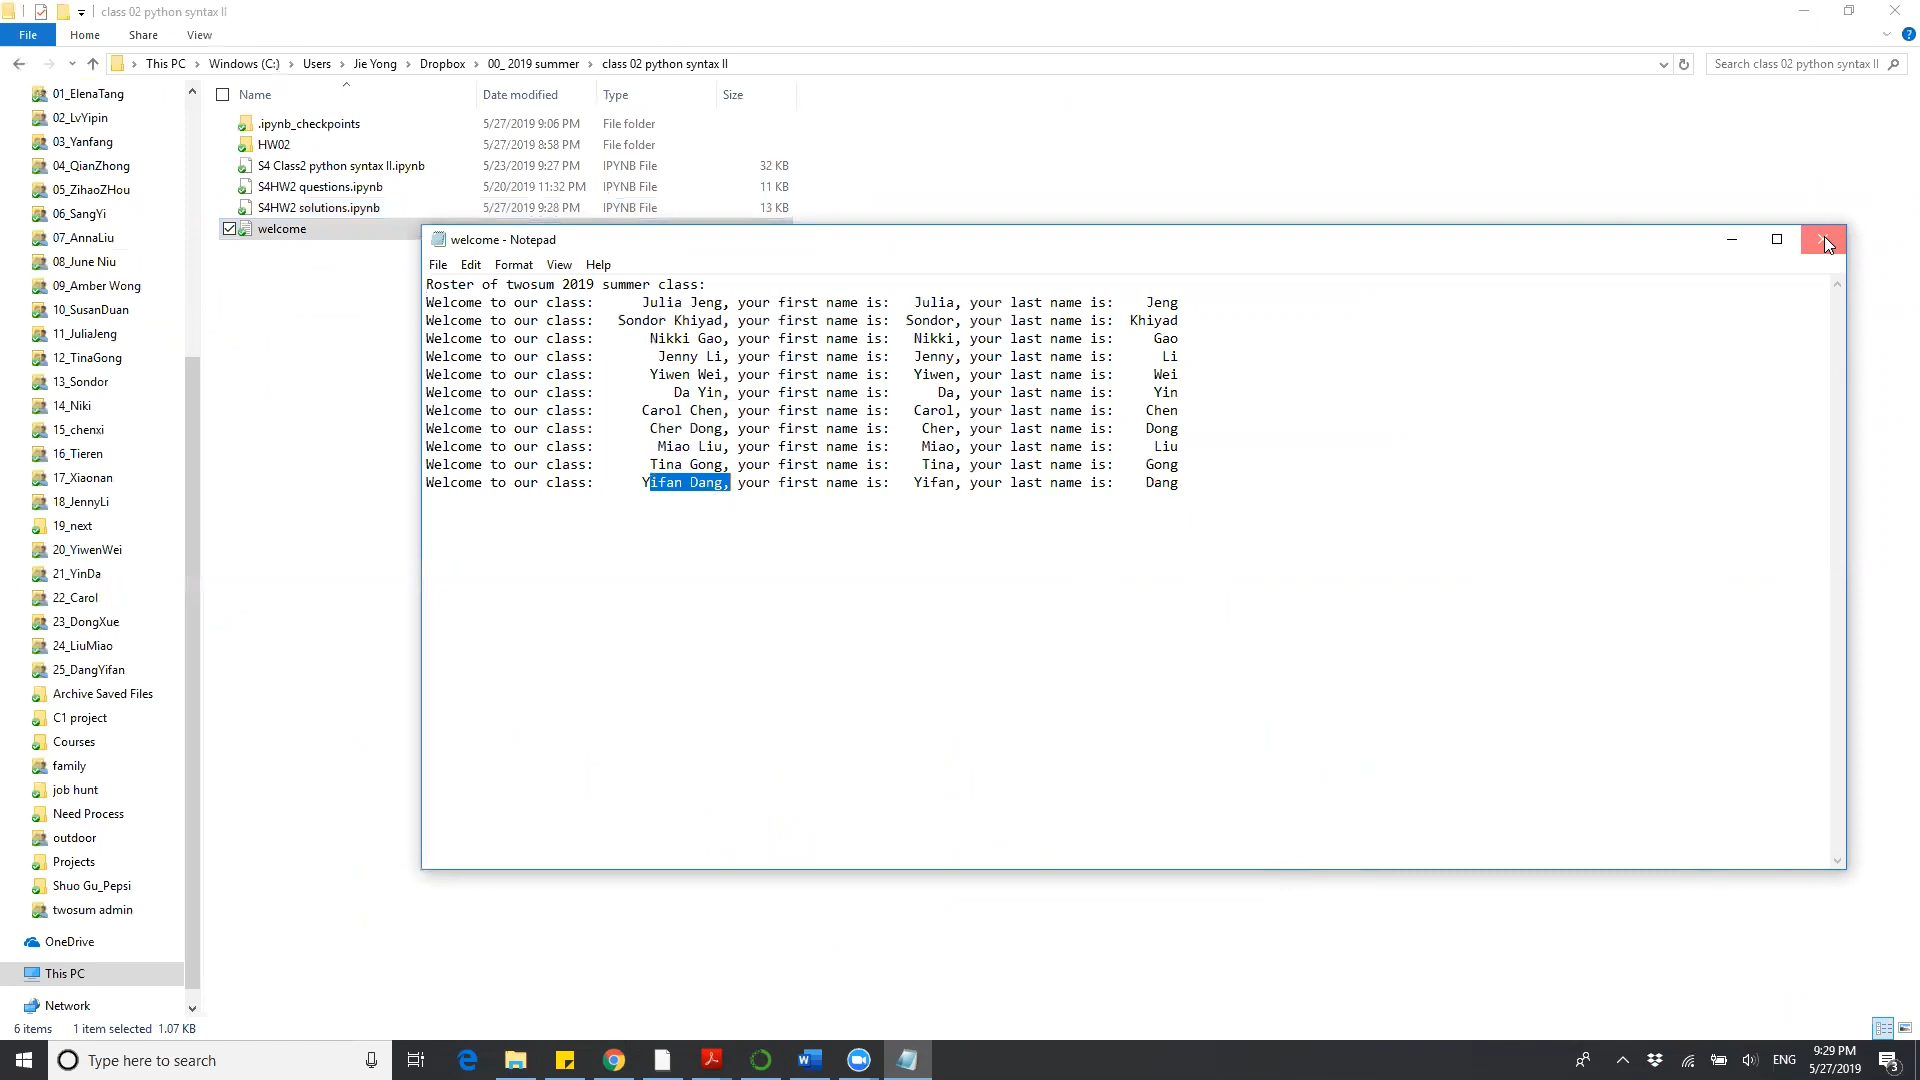 class 02 python syntax II
File Home Share View
This PC Windows (C:) Users Jie Yong Dropbox 00_ 2019 summer class 02 python syntax II
Search class 02 python syntax II
Name Date modified Type Size
.ipynb_checkpoints 5/27/2019 9:06 PM File folder
HW02 5/27/2019 8:58 PM File folder
S4 Class2 python syntax II.ipynb 5/23/2019 9:27 PM IPYNB File 32 KB
S4HW2 questions.ipynb 5/20/2019 11:32 PM IPYNB File 11 KB
S4HW2 solutions.ipynb 5/27/2019 9:28 PM IPYNB File 13 KB
welcome
01_ElenaTang
02_LvYipin
03_Yanfang
04_QianZhong
05_ZihaoZHou
06_SangYi
07_AnnaLiu
08_June Niu
09_Amber Wong
10_SusanDuan
11_JuliaJeng
12_TinaGong
13_Sondor
14_Niki
15_chenxi
16_Tieren
17_Xiaonan
18_JennyLi
19_next
20_YiwenWei
21_YinDa
22_Carol
23_DongXue
24_LiuMiao
25_DangYifan
Archive Saved Files
C1 project
Courses
family
job hunt
Need Process
outdoor
Projects
Shuo Gu_Pepsi
twosum admin
OneDrive
This PC
Network
welcome - Notepad
File Edit Format View Help
Roster of twosum 2019 summer class:
Welcome to our class: Julia Jeng, your first name is: Julia, your last name is: Jeng
Welcome to our class: Sondor Khiyad, your first name is: Sondor, your last name is: Khiyad
Welcome to our class: Nikki Gao, your first name is: Nikki, your last name is: Gao
Welcome to our class: Jenny Li, your first name is: Jenny, your last name is: Li
Welcome to our class: Yiwen Wei, your first name is: Yiwen, your last name is: Wei
Welcome to our class: Da Yin, your first name is: Da, your last name is: Yin
Welcome to our class: Carol Chen, your first name is: Carol, your last name is: Chen
Welcome to our class: Cher Dong, your first name is: Cher, your last name is: Dong
Welcome to our class: Miao Liu, your first name is: Miao, your last name is: Liu
Welcome to our class: Tina Gong, your first name is: Tina, your last name is: Gong
Welcome to our class: Yifan Dang, your first name is: Yifan, your last name is: Dang
6 items 1 item selected 1.07 KB
Type here to search
ENG
9:29 PM
5/27/2019
3